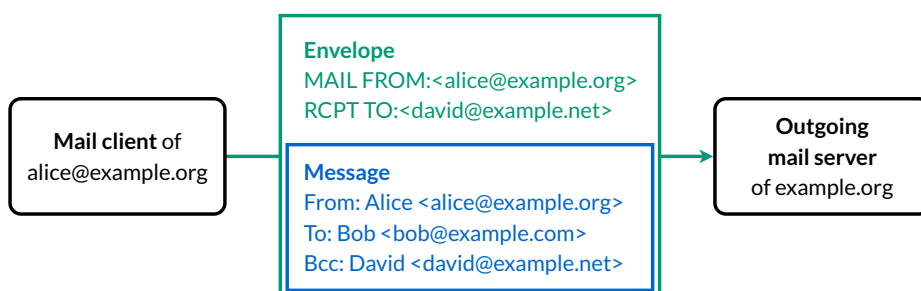 Mail client of
alice@example.org
Envelope
MAIL FROM:<alice@example.org>
RCPT TO:<david@example.net>
Message
From: Alice <alice@example.org>
To: Bob <bob@example.com>
Bcc: David <david@example.net>
Outgoing
mail server
of example.org